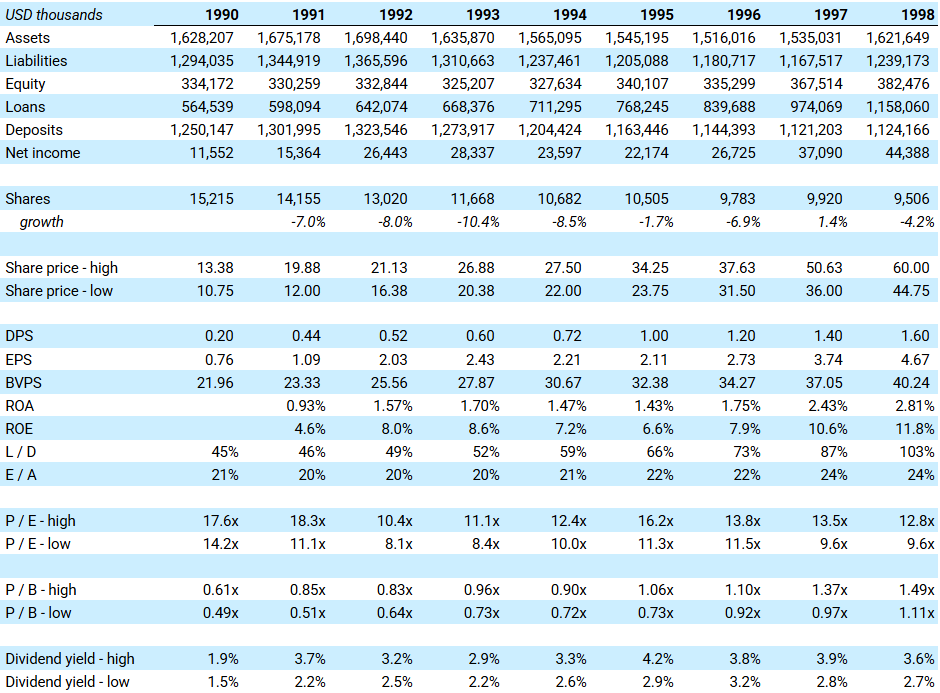 USD thousands 1990 1991 1992 1993 1994 1995 1996 1997 1998
Assets 1,628,207 1,675,178 1,698,440 1,635,870 1,565,095 1,545,195 1,516,016 1,535,031 1,621,649
Liabilities 1,294,035 1,344,919 1,365,596 1,310,663 1,237,461 1,205,088 1,180,717 1,167,517 1,239,173
Equity 334,172 330,259 332,844 325,207 327,634 340,107 335,299 367,514 382,476
Loans 564,539 598,094 642,074 668,376 711,295 768,245 839,688 974,069 1,158,060
Deposits 1,250,147 1,301,995 1,323,546 1,273,917 1,204,424 1,163,446 1,144,393 1,121,203 1,124,166
Net income 11,552 15,364 26,443 28,337 23,597 22,174 26,725 37,090 44,388
Shares 15,215 14,155 13,020 11,668 10,682 10,505 9,783 9,920 9,506
growth -7.0% -8.0% -10.4% -8.5% -1.7% -6.9% 1.4% -4.2%
Share price - high 13.38 19.88 21.13 26.88 27.50 34.25 37.63 50.63 60.00
Share price - low 10.75 12.00 16.38 20.38 22.00 23.75 31.50 36.00 44.75
DPS 0.20 0.44 0.52 0.60 0.72 1.00 1.20 1.40 1.60
EPS 0.76 1.09 2.03 2.43 2.21 2.11 2.73 3.74 4.67
BVPS 21.96 23.33 25.56 27.87 30.67 32.38 34.27 37.05 40.24
ROA 0.93% 1.57% 1.70% 1.47% 1.43% 1.75% 2.43% 2.81%
ROE 4.6% 8.0% 8.6% 7.2% 6.6% 7.9% 10.6% 11.8%
L / D 45% 46% 49% 52% 59% 66% 73% 87% 103%
E / A 21% 20% 20% 20% 21% 22% 22% 24% 24%
P / E - high 17.6x 18.3x 10.4x 11.1x 12.4x 16.2x 13.8x 13.5x 12.8x
P / E - low 14.2x 11.1x 8.1x 8.4x 10.0x 11.3x 11.5x 9.6x 9.6x
P / B - high 0.61x 0.85x 0.83x 0.96x 0.90x 1.06x 1.10x 1.37x 1.49x
P / B - low 0.49x 0.51x 0.64x 0.73x 0.72x 0.73x 0.92x 0.97x 1.11x
Dividend yield - high 1.9% 3.7% 3.2% 2.9% 3.3% 4.2% 3.8% 3.9% 3.6%
Dividend yield - low 1.5% 2.2% 2.5% 2.2% 2.6% 2.9% 3.2% 2.8% 2.7%